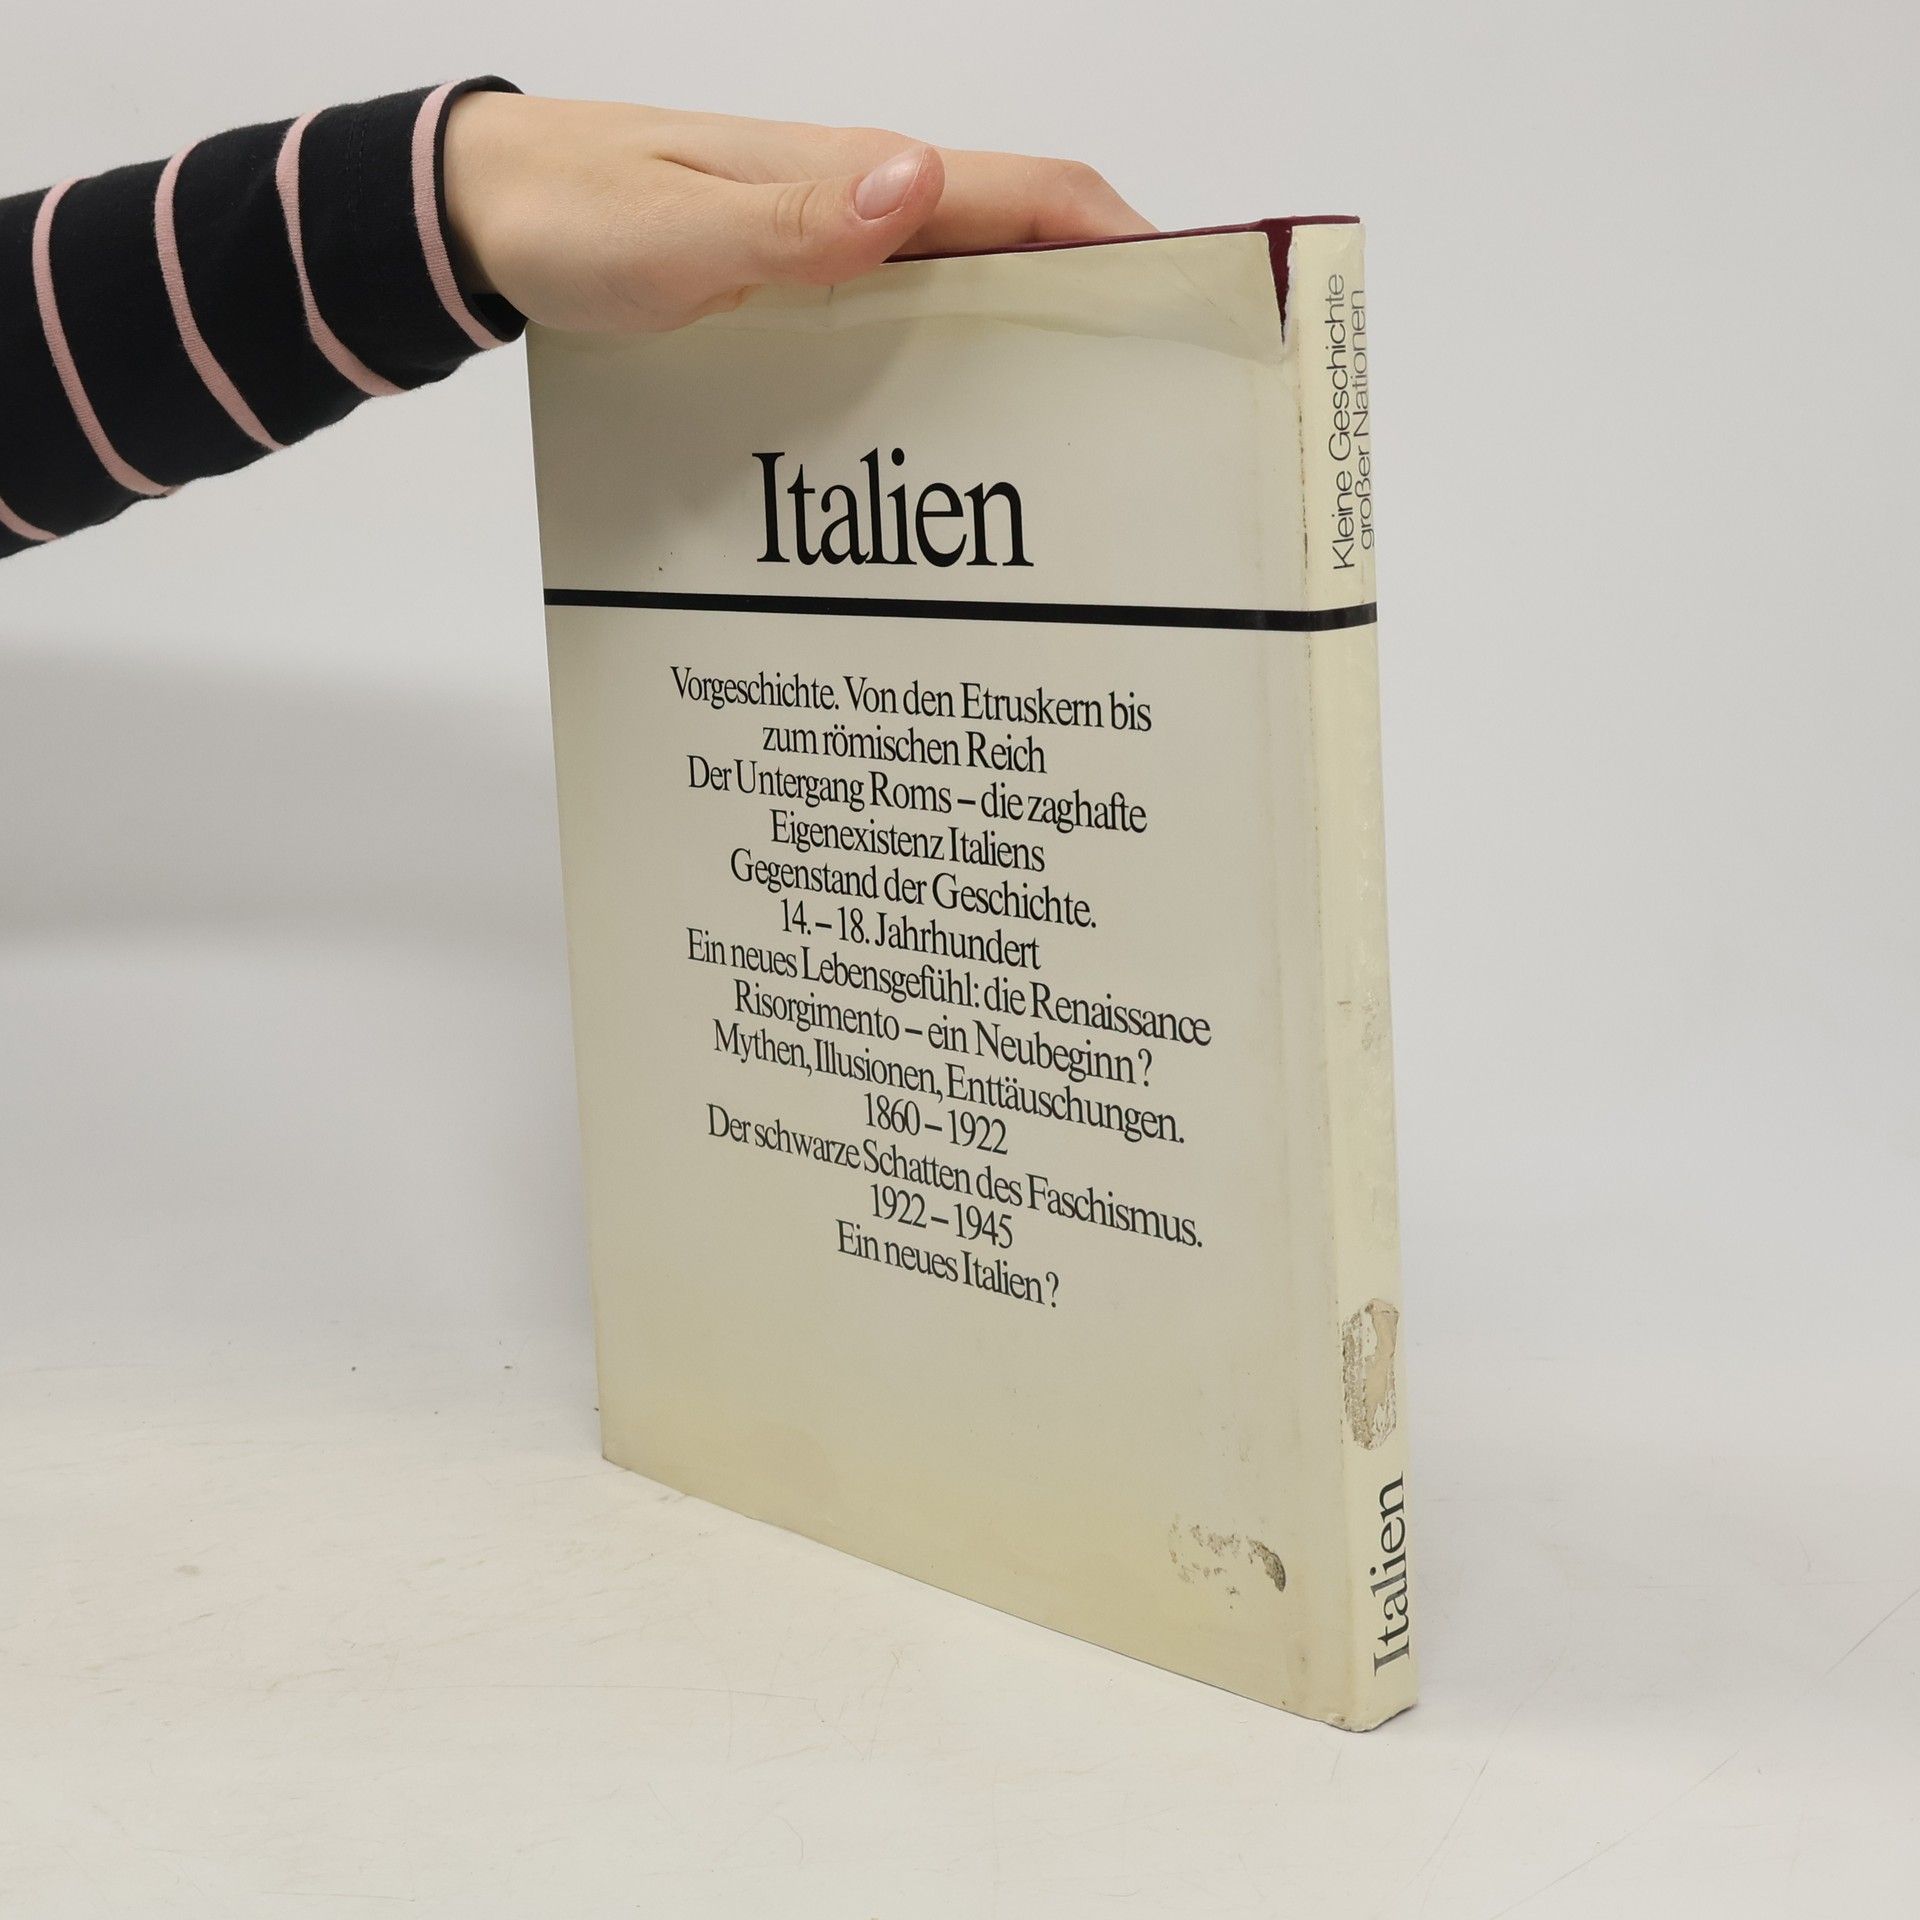 Italien
Vorgeschichte. Von den Etruskern bis
zum römischen Reich
Der Untergang Roms – die zaghafte
Eigenexistenz Italiens
Gegenstand der Geschichte.
14. – 18. Jahrhundert
Ein neues Lebensgefühl: die Renaissance
Risorgimento – ein Neubeginn?
Mythen, Illusionen, Enttäuschungen.
1860 – 1922
Der schwarze Schatten des Faschismus.
1922 – 1945
Ein neues Italien?
Kleine Geschichte
großer Nationen
Italien